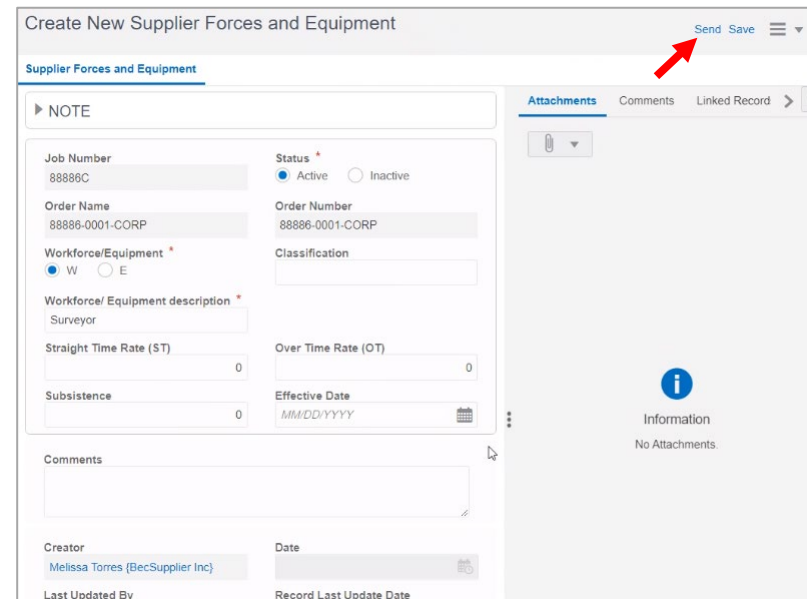 Create New Supplier Forces and Equipment
Send Save
Supplier Forces and Equipment
Attachments Comments Linked Record
NOTE
Job Number Status *
88886C Active Inactive
Order Name Order Number
88886-0001-CORP 88886-0001-CORP
Workforce/Equipment * Classification
W E
Workforce/ Equipment description *
Surveyor
Straight Time Rate (ST) Over Time Rate (OT)
0 0
Subsistence Effective Date
0 MM/DD/YYYY
Information
No Attachments.
Comments
Creator Date
Melissa Torres {BecSupplier Inc}
Last Updated By Record Last Update Date